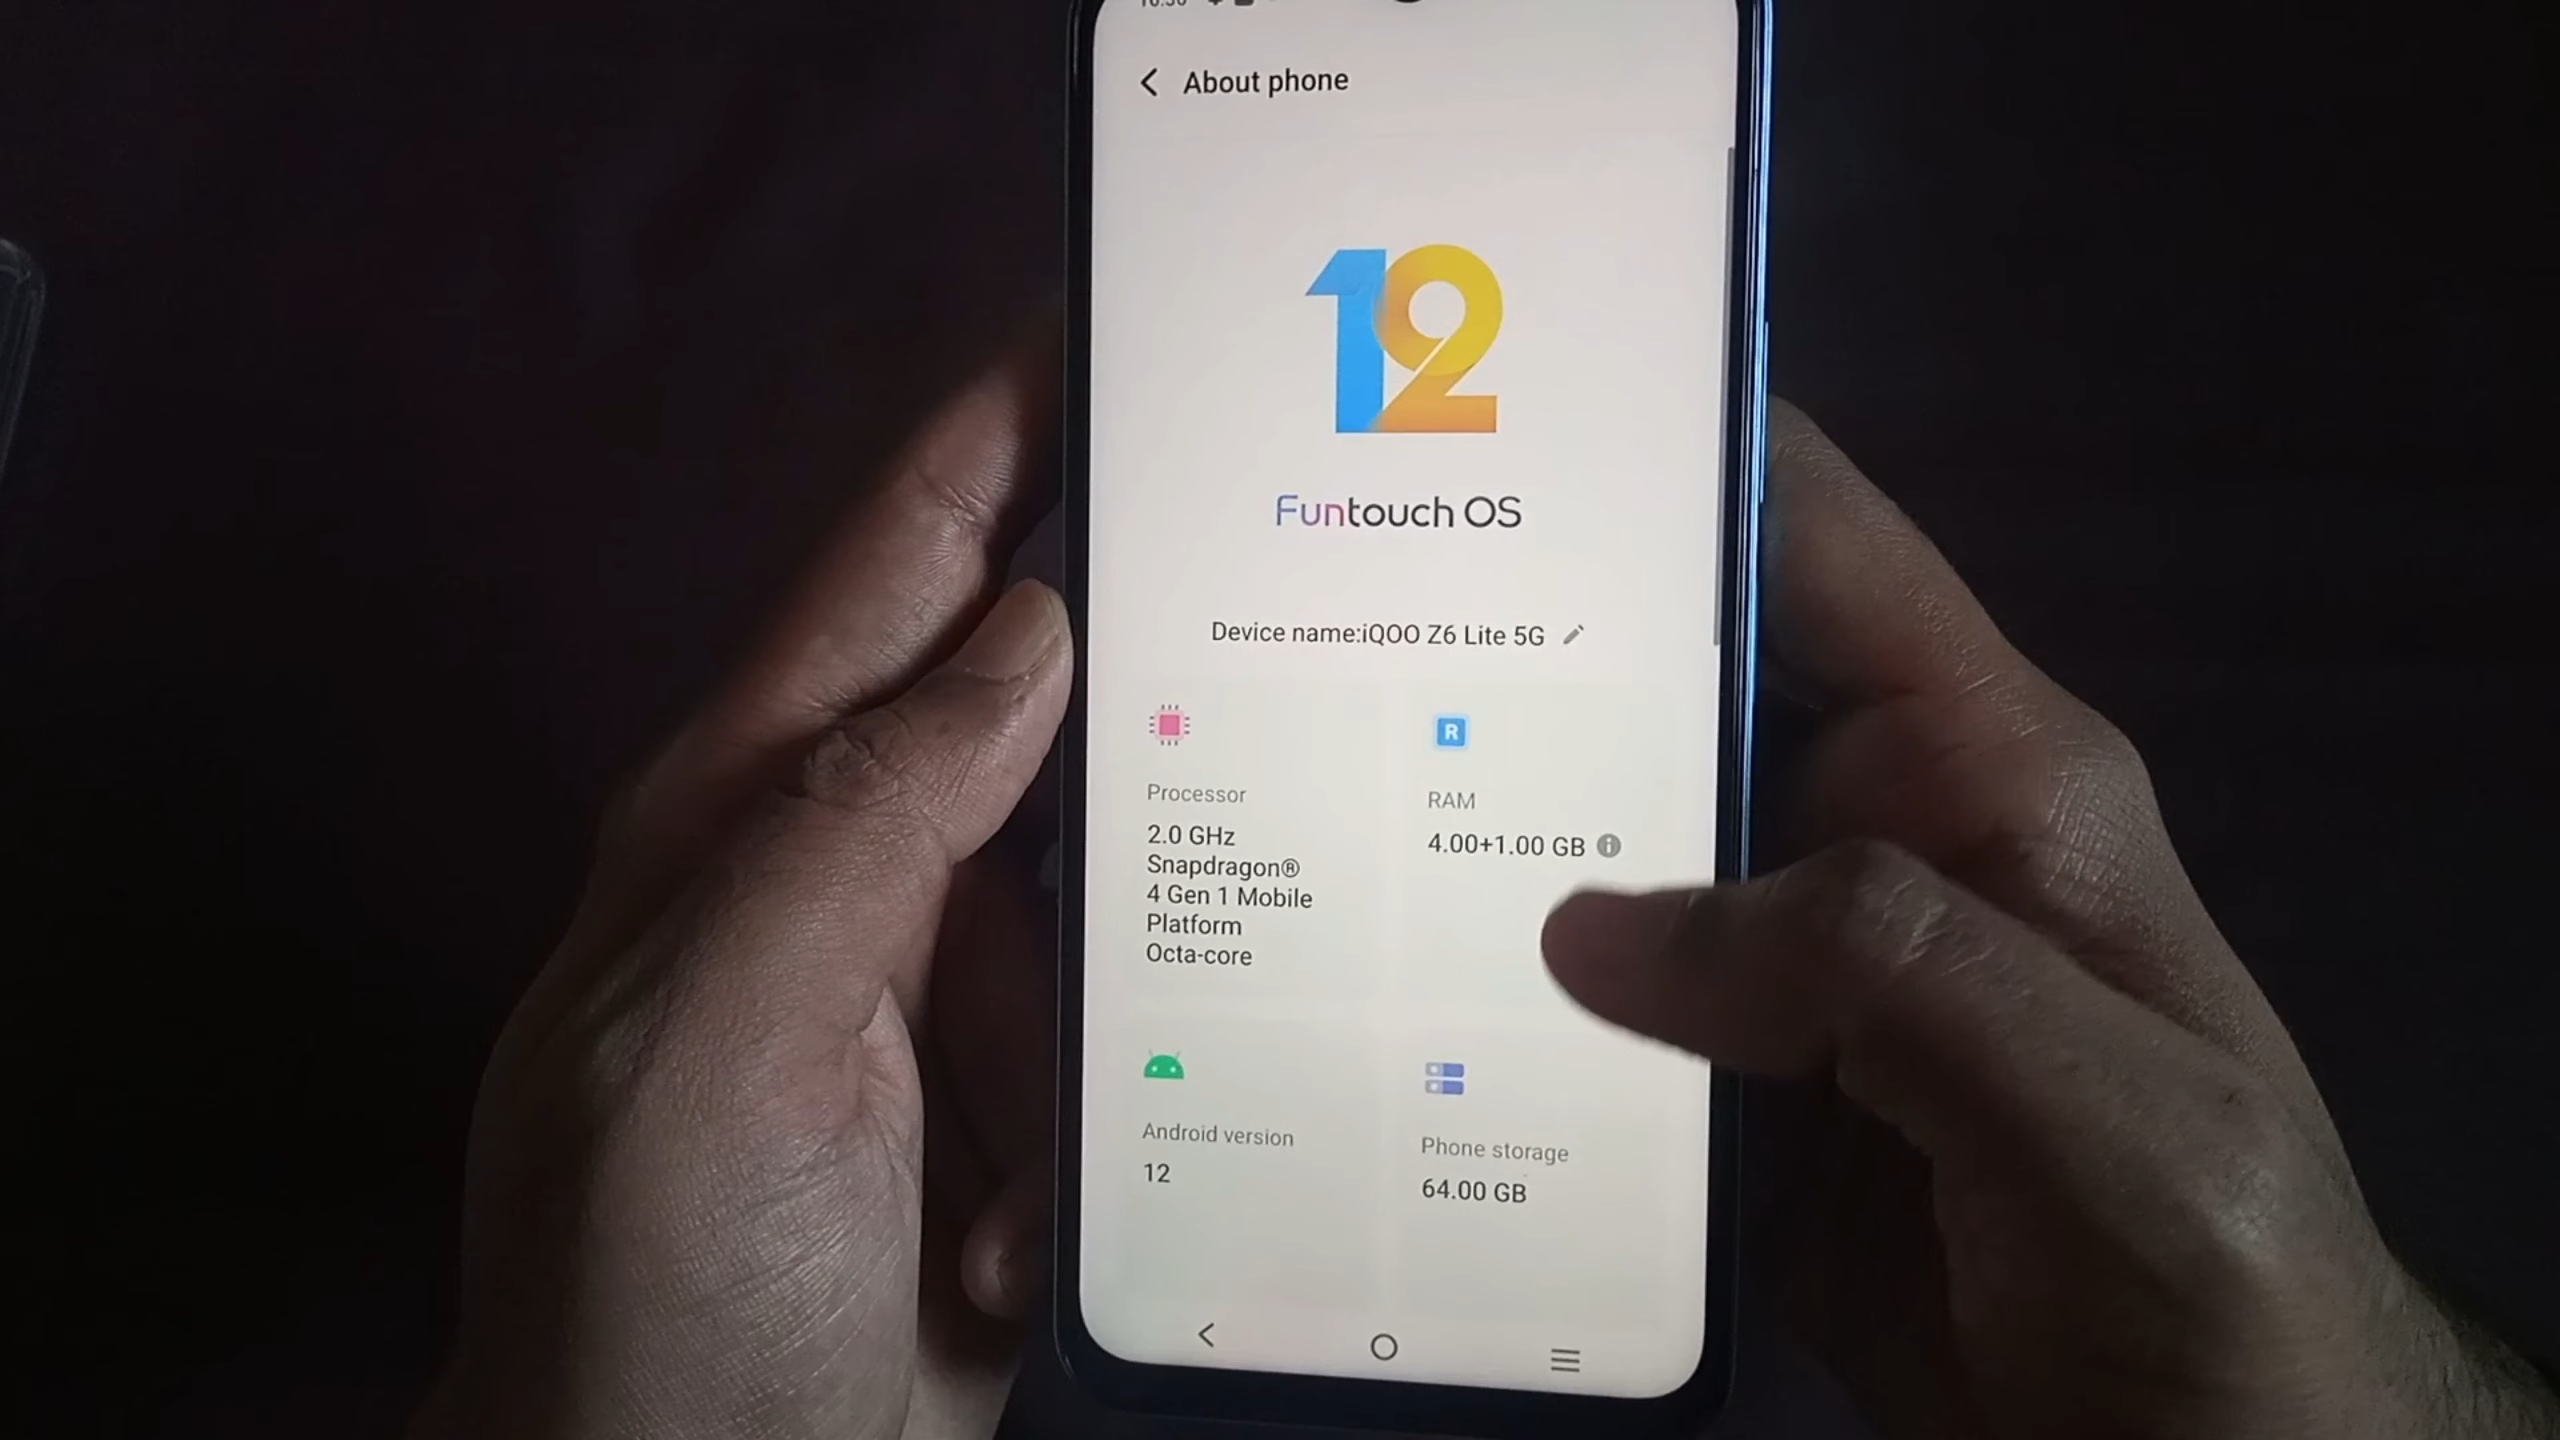 About phone
12
Funtouch OS
Device name:iQOO Z6 Lite 5G
Processor
2.0 GHz
Snapdragon®
4 Gen 1 Mobile
Platform
Octa-core
R
RAM
4.00+1.00 GB
Android version
12
Phone storage
64.00 GB